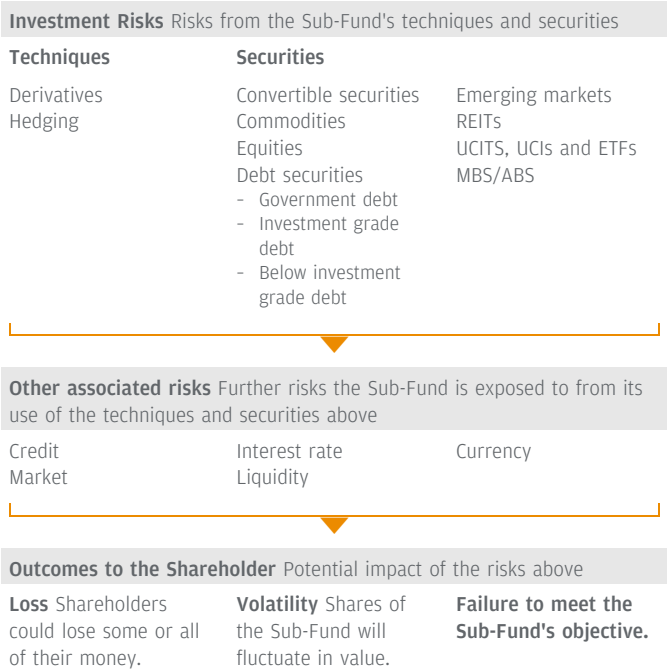 Investment Risks Risks from the Sub-Fund's techniques and securities
Techniques
Derivatives
Hedging
Securities
Convertible securities
Commodities
Equities
Debt securities
- Government debt
- Investment grade
debt
- Below investment
grade debt
Emerging markets
REITs
UCITS, UCIs and ETFs
MBS/ABS
Other associated risks Further risks the Sub-Fund is exposed to from its
use of the techniques and securities above
Credit
Market
Interest rate
Liquidity
Currency
Outcomes to the Shareholder Potential impact of the risks above
Loss Shareholders
could lose some or all
of their money.
Volatility Shares of
the Sub-Fund will
fluctuate in value.
Failure to meet the
Sub-Fund's objective.